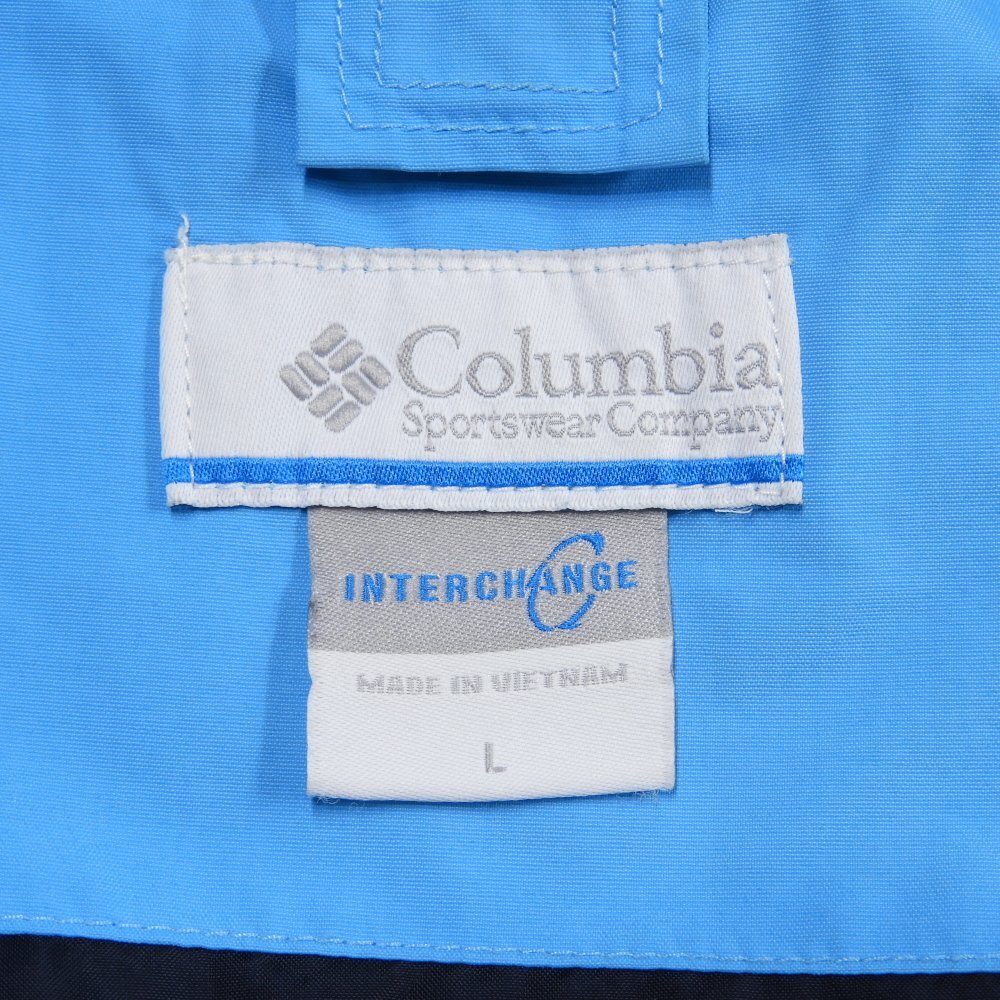 Columbia
Sportswear Company
INTERCHANGE
MADE IN VIETNAM
L